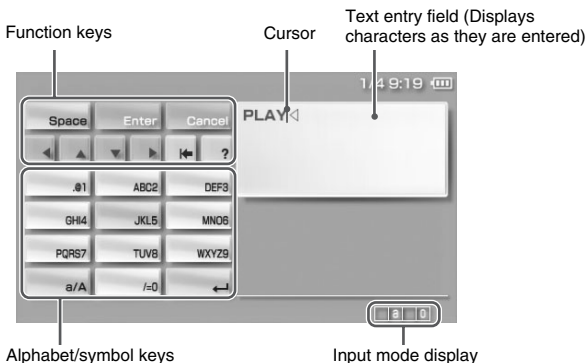 Function keys
Cursor
Text entry field (Displays
characters as they are entered)
1/4 9:19
Space Enter Cancel
?
PLAY
.@1 ABC2 DEF3
GHI4 JKL5 MNO6
PQRS7 TUV8 WXYZ9
a/A /=0
a 0
Alphabet/symbol keys
Input mode display